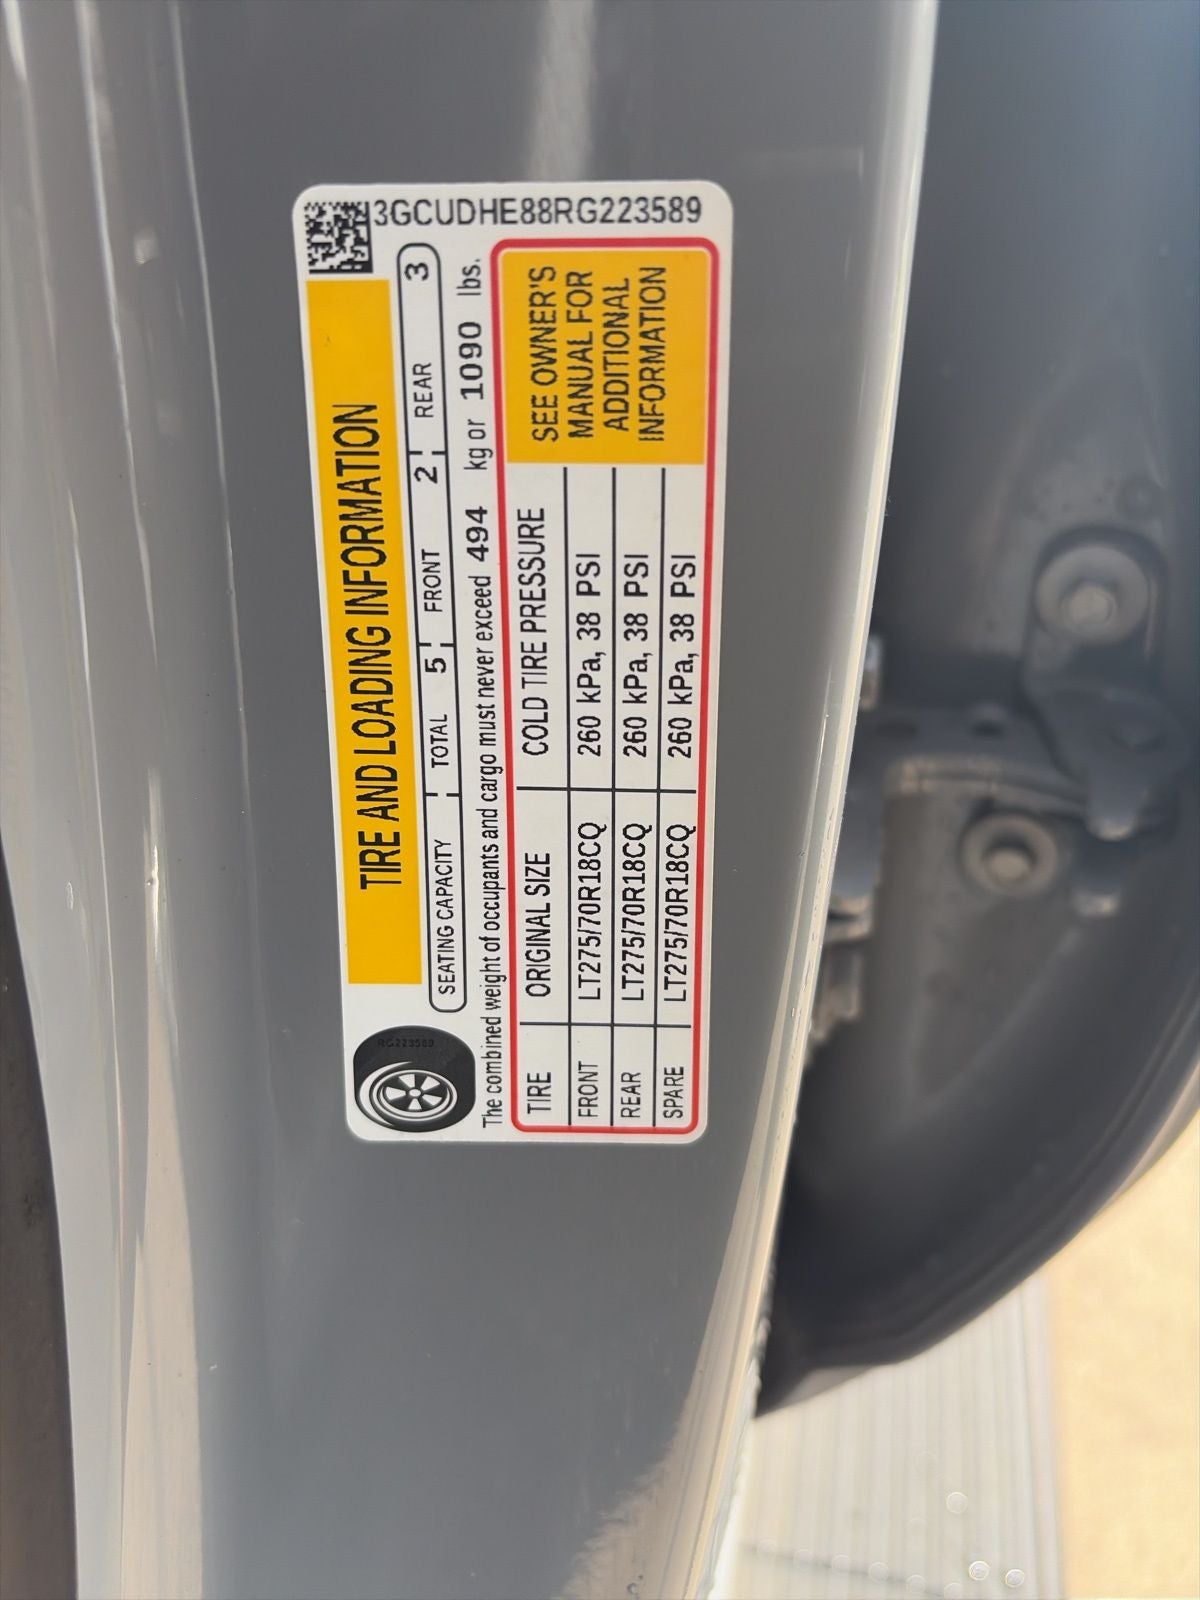 3GCUDHE88RG223589
TIRE AND LOADING INFORMATION
SEATING CAPACITY TOTAL 5 FRONT 2 REAR 3
The combined weight of occupants and cargo must never exceed 494 kg or 1090 lbs.
TIRE ORIGINAL SIZE COLD TIRE PRESSURE
FRONT LT275/70R18CQ 260 kPa, 38 PSI
REAR LT275/70R18CQ 260 kPa, 38 PSI
SPARE LT275/70R18CQ 260 kPa, 38 PSI
SEE OWNER'S
MANUAL FOR
ADDITIONAL
INFORMATION
RG223589